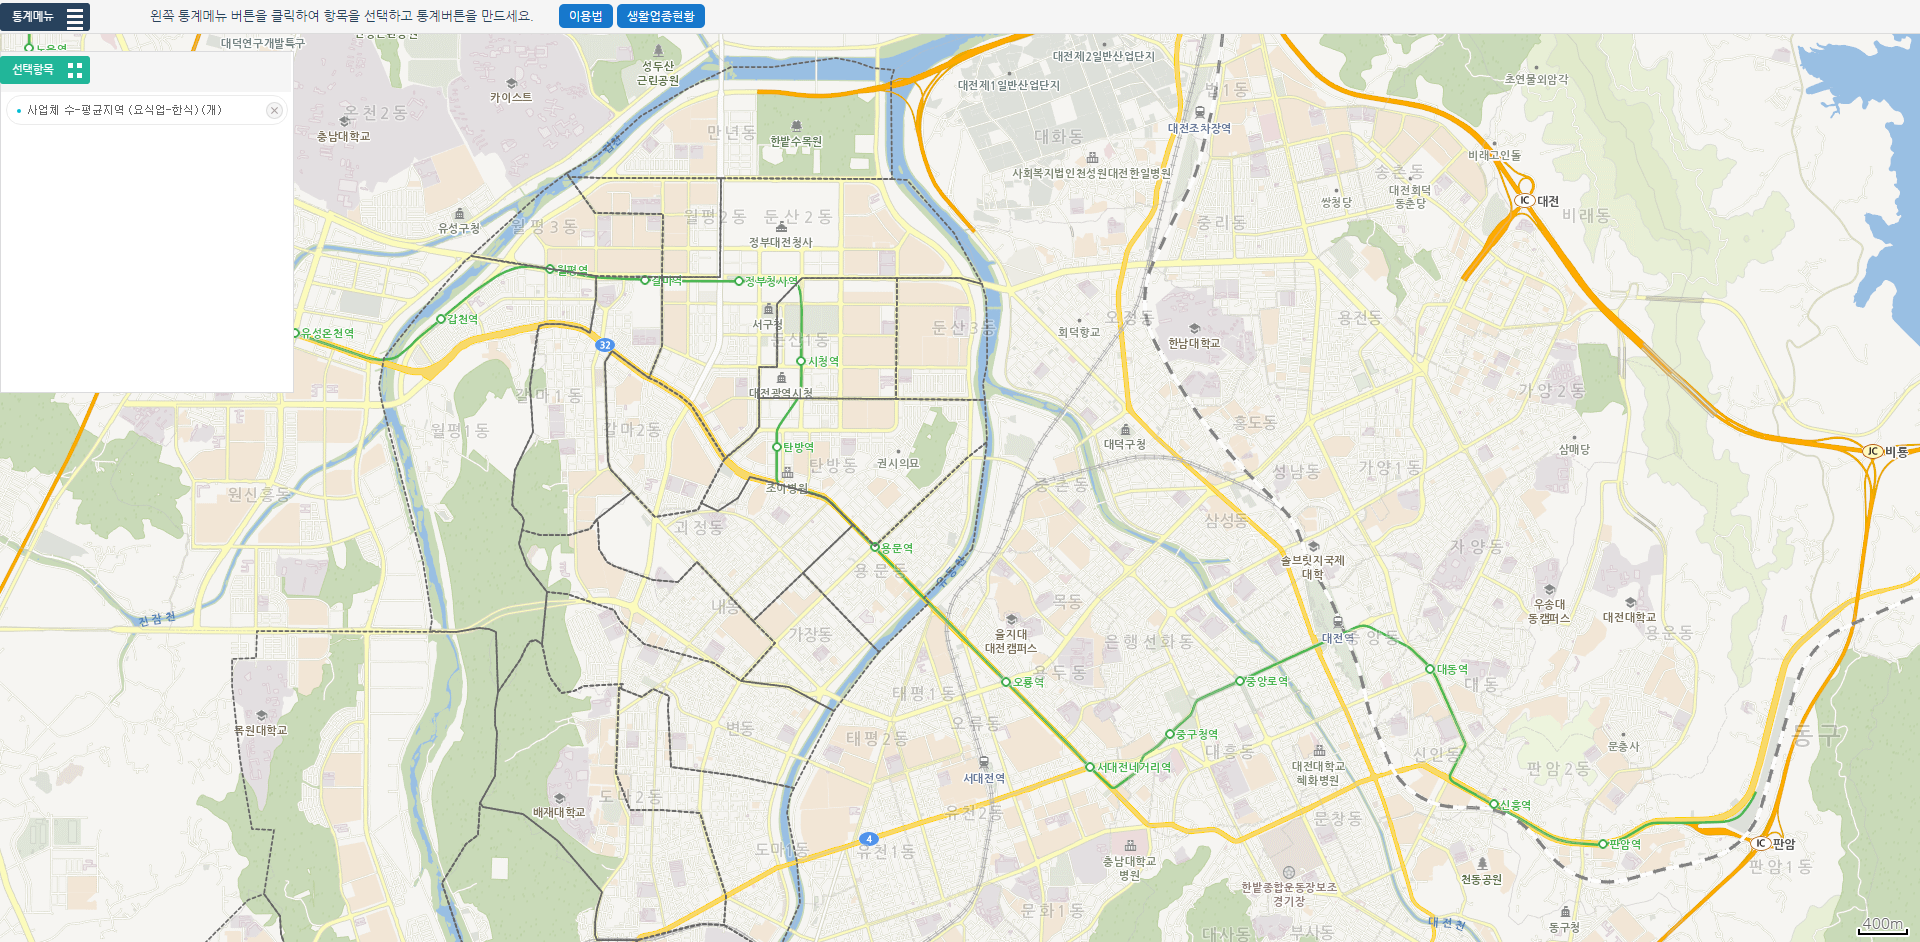 통계메뉴
왼쪽 통계메뉴 버튼을 클릭하여 항목을 선택하고 통계버튼을 만드세요.
이용법
생활업종현황
선택항목
사업체 수-평균지역 (요식업-한식)(개)
노은역
대덕연구개발특구
성두산
근린공원
카이스트
온천2동
충남대학교
만년동
한밭수목원
갑천
대전제2일반산업단지
대전제1일반산업단지
법1동
대전조차장역
대화동
사회복지법인천성원대전한일병원
초연물외암각
비래고인돌
송촌동
대전회덕
동춘당
쌍청당
IC 대전
비래동
중리동
유성구청
월평3동
월평2동
둔산2동
정부대전청사
월평역
갈마역
정부청사역
갑천역
유성온천역
서구청
둔산1동
둔산3동
시청역
32
회덕향교
오정동
한남대학교
용전동
대전광역시청
갈마1동
갈마2동
월평1동
가양2동
홍도동
대덕구청
탄방역
탄방동
권시의묘
삼매당
JC 비룡
성남동
가양1동
중촌동
원신흥동
조아병원
괴정동
삼성동
용문역
용문동
유등천
자양동
솔브릿지국제
대학
우송대
동캠퍼스
대전대학교
용운동
진잠천
내동
가장동
목동
을지대
대전캠퍼스
은행선화동
대전역
중앙동
용두동
오룡역
중앙로역
대동역
대동
태평1동
오류동
목원대학교
변동
태평2동
중구청역
대흥동
동구
신인동
문충사
판암2동
서대전역
서대전네거리역
대전대학교
혜화병원
도마2동
배재대학교
유천2동
문창동
신흥역
4
유천1동
도마1동
판암역
IC 판암
판암1동
충남대학교
병원
한밭종합운동장보조
경기장
천동공원
문화1동
대사동
부사동
대전천
동구청
400m